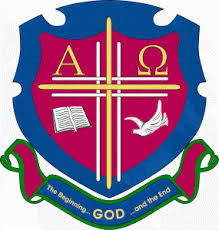 Α Ω
The Beginning... GOD ...and the End